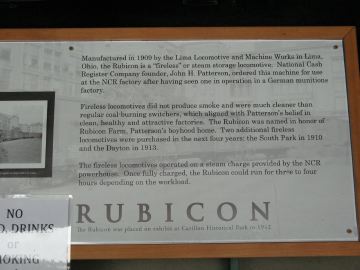 Manufactured in 1909 by the Lima Locomotive and Machine Works in Lima,
Ohio, the Rubicon is a "fireless" or steam storage locomotive. National Cash
Register Company founder, John H. Patterson, ordered this machine for use
at the NCR factory after having seen one in operation in a German munitions
factory.
Fireless locomotives did not produce smoke and were much cleaner than
regular coal-burning switchers, which aligned with Patterson's belief in
clean, healthy and attractive factories. The Rubicon was named in honor of
Rubicon Farm, Patterson's boyhood home. Two additional fireless
locomotives were purchased in the next four years: the South Park in 1910
and the Dayton in 1913.
The fireless locomotives operated on a steam charge provided by the NCR
powerhouse. Once fully charged, the Rubicon could run for three to four
hours depending on the workload.
RUBICON
The Rubicon was placed on exhibit at Carillon Historical Park in
NO
D, DRINKS
or
MOKING